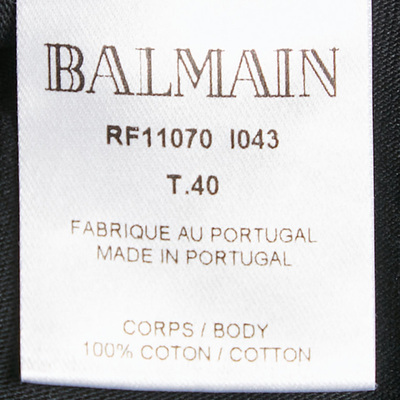 BALMAIN
RF11070 I043
T.40
FABRIQUE AU PORTUGAL
MADE IN PORTUGAL
CORPS / BODY
100% COTON / COTTON